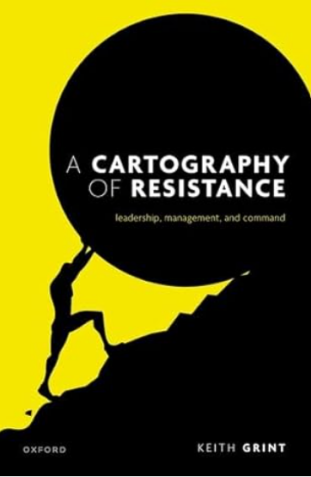 A CARTOGRAPHY
OF RESISTANCE
leadership, management, and command
OXFORD
KEITH GRINT